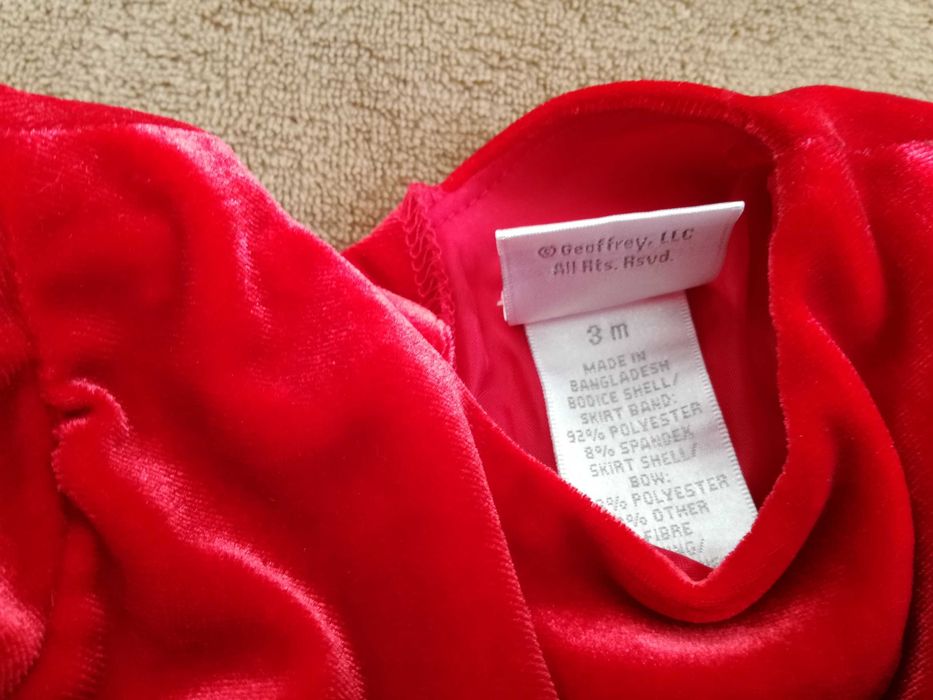 ©Geoffrey, LLC
All Rts. Rsvd.
3 m
MADE IN
BANGLADESH
BODICE SHELL/
SKIRT BAND:
92% POLYESTER
8% SPANDEX
SKIRT SHELL/
BOW:
% POLYESTER
% OTHER
FIBRE